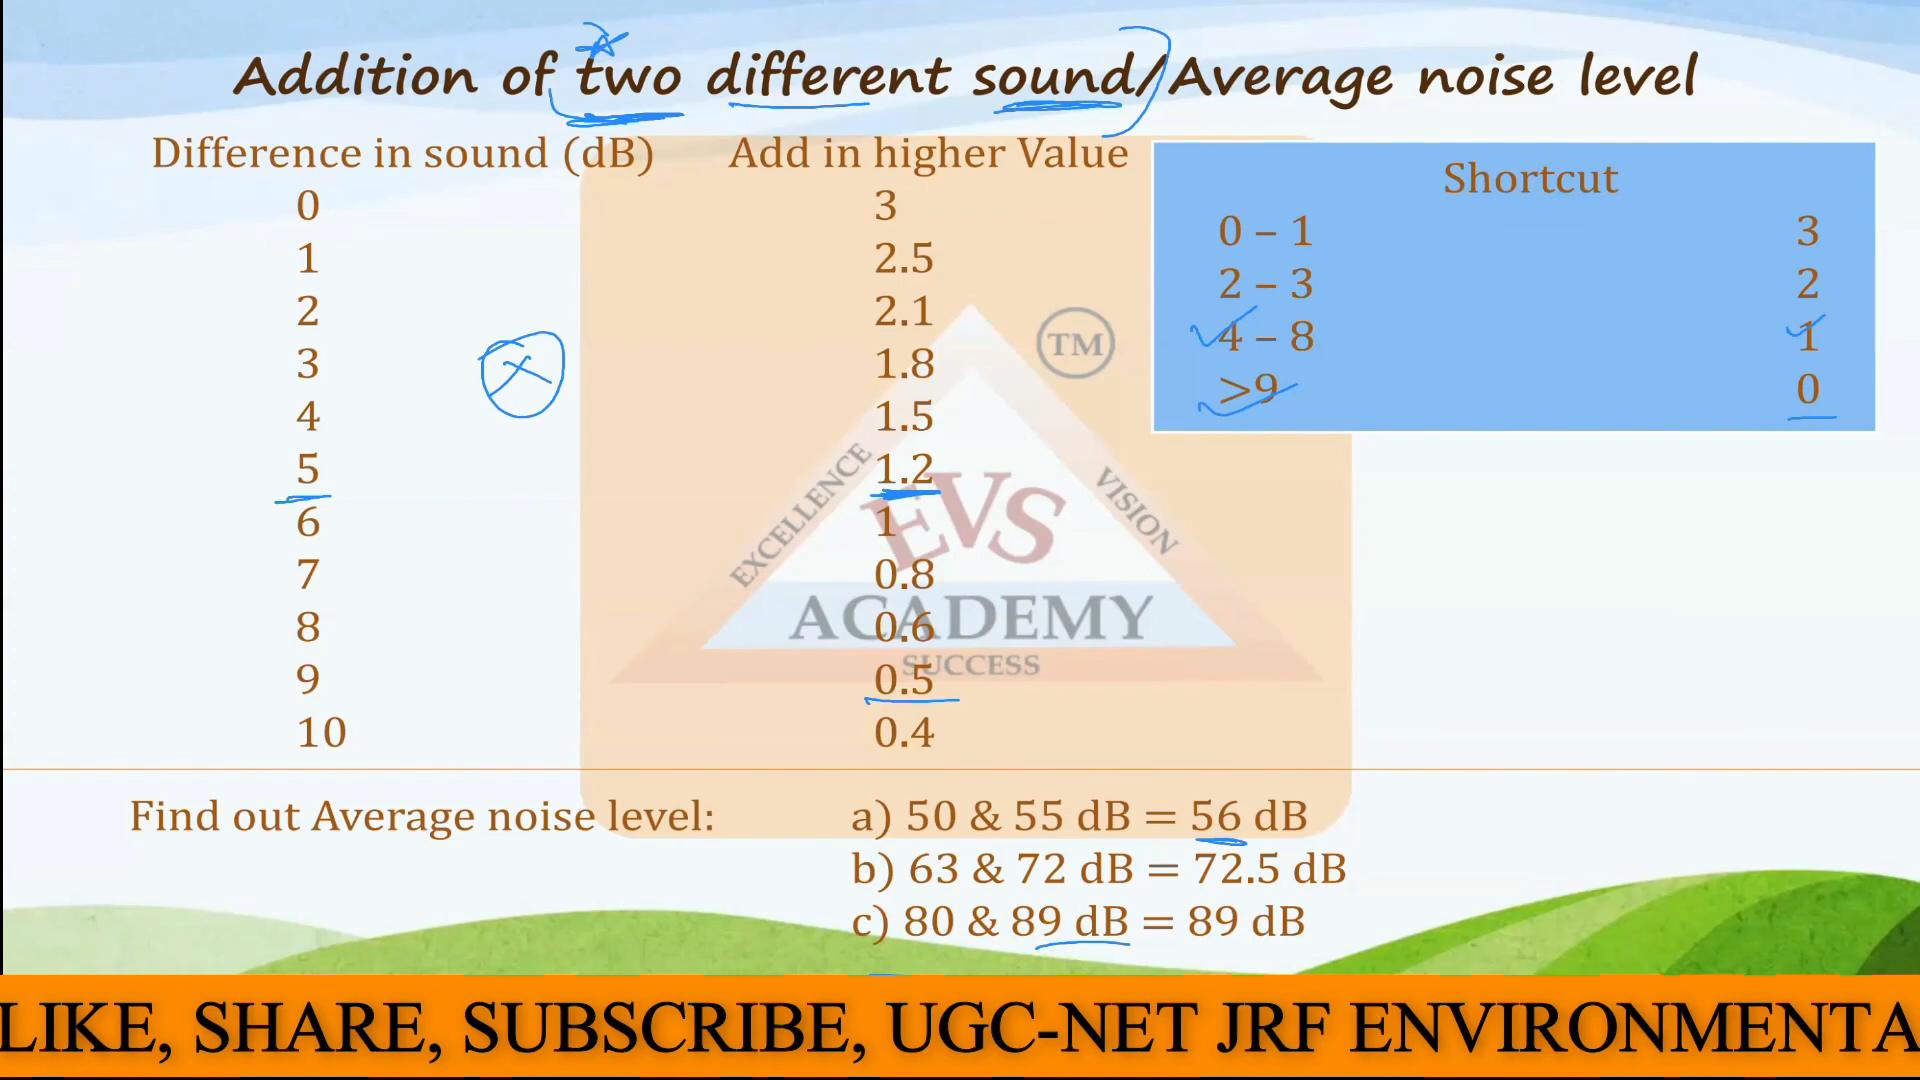 Addition of two different sound/Average noise level
Difference in sound (dB) Add in higher Value
0 3
1 2.5
2 2.1
3 1.8
4 1.5
5 1.2
6 1
7 0.8
8 0.6
9 0.5
10 0.4
Shortcut
0 – 1 3
2 – 3 2
4 – 8 1
>9 0
TM
EXCELLENCE
VISION
EVS
ACADEMY
SUCCESS
Find out Average noise level: a) 50 & 55 dB = 56 dB
b) 63 & 72 dB = 72.5 dB
c) 80 & 89 dB = 89 dB
LIKE, SHARE, SUBSCRIBE, UGC-NET JRF ENVIRONMENTA